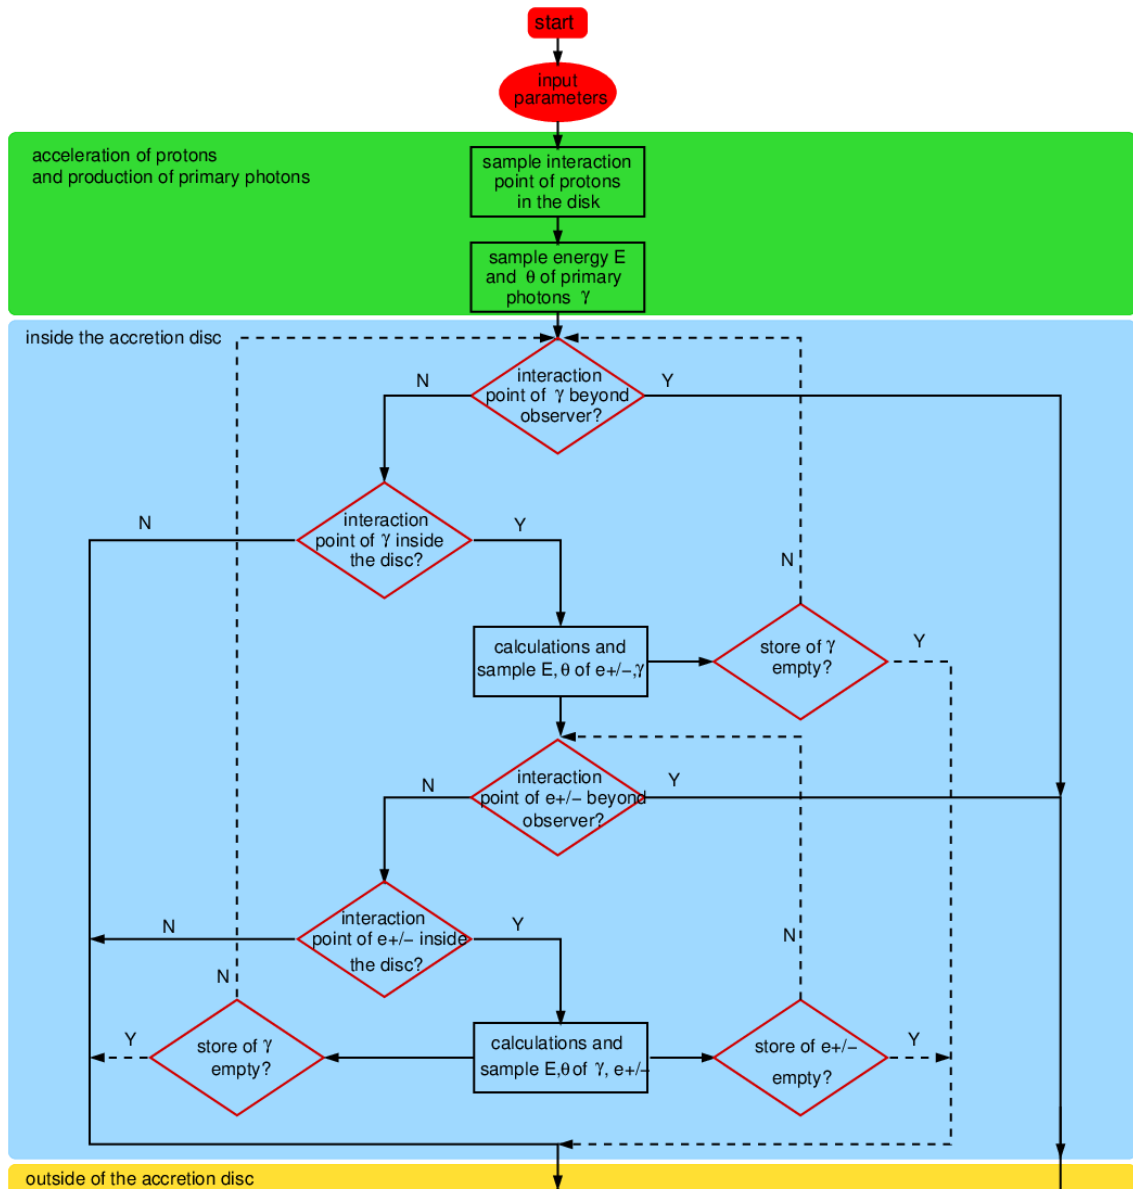 start
input
parameters
acceleration of protons
and production of primary photons
sample interaction
point of protons
in the disk
sample energy E
and θ of primary
photons γ
inside the accretion disc
N
interaction
point of γ beyond
observer?
Y
N
interaction
point of γ inside
the disc?
Y
N
calculations and
sample E,θ of e+/−,γ
store of γ
empty?
Y
N
interaction
point of e+/− beyond
observer?
Y
N
interaction
point of e+/− inside
the disc?
Y
N
N
Y
store of γ
empty?
calculations and
sample E,θ of γ, e+/−
store of e+/−
empty?
Y
outside of the accretion disc